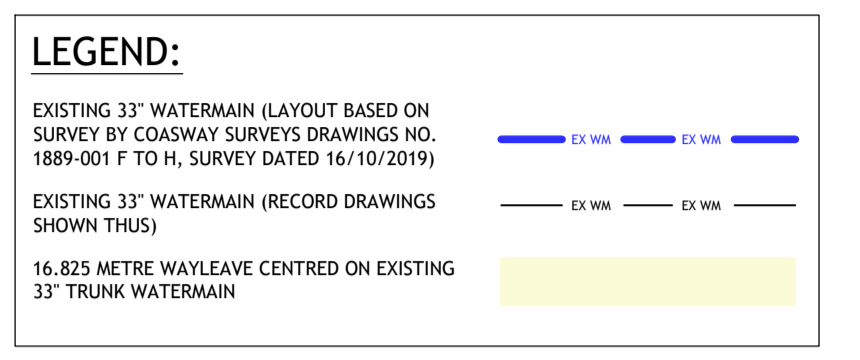 LEGEND:
EXISTING 33" WATERMAIN (LAYOUT BASED ON
SURVEY BY COASWAY SURVEYS DRAWINGS NO.
1889-001 F TO H, SURVEY DATED 16/10/2019)
EX WM EX WM
EXISTING 33" WATERMAIN (RECORD DRAWINGS
SHOWN THUS)
EX WM EX WM
16.825 METRE WAYLEAVE CENTRED ON EXISTING
33" TRUNK WATERMAIN